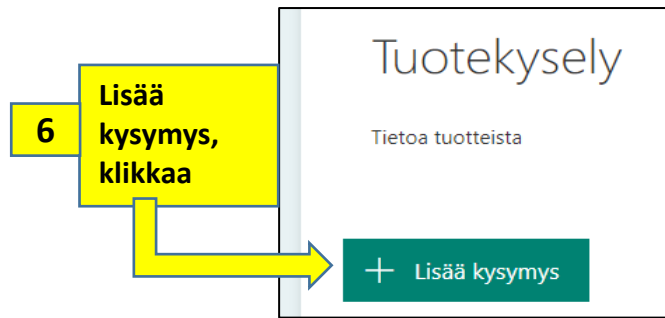 6
Lisää
kysymys,
klikkaa
Tuotekysely
Tietoa tuotteista
+ Lisää kysymys